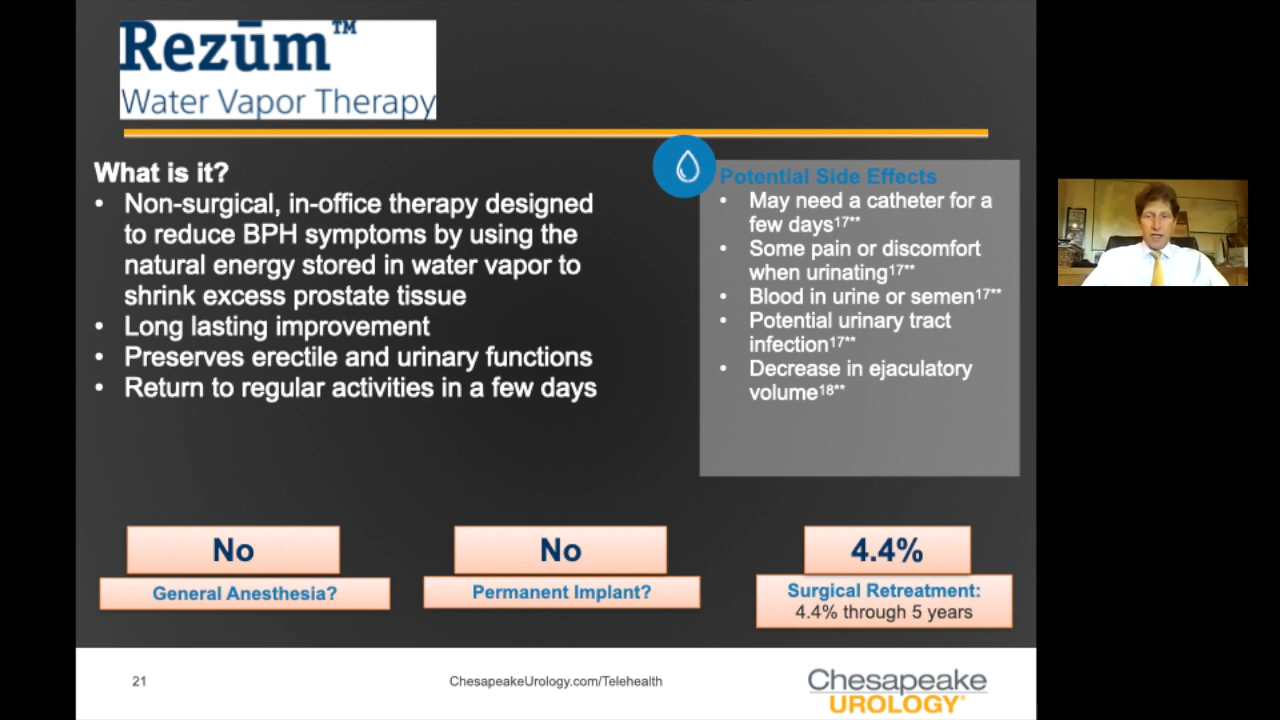 Rezūm™
Water Vapor Therapy
What is it?
• Non-surgical, in-office therapy designed
to reduce BPH symptoms by using the
natural energy stored in water vapor to
shrink excess prostate tissue
• Long lasting improvement
• Preserves erectile and urinary functions
• Return to regular activities in a few days
Potential Side Effects
• May need a catheter for a
few days17**
• Some pain or discomfort
when urinating17**
• Blood in urine or semen17**
• Potential urinary tract
infection17**
• Decrease in ejaculatory
volume18**
No
General Anesthesia?
No
Permanent Implant?
4.4%
Surgical Retreatment:
4.4% through 5 years
21
ChesapeakeUrology.com/Telehealth
Chesapeake
UROLOGY®